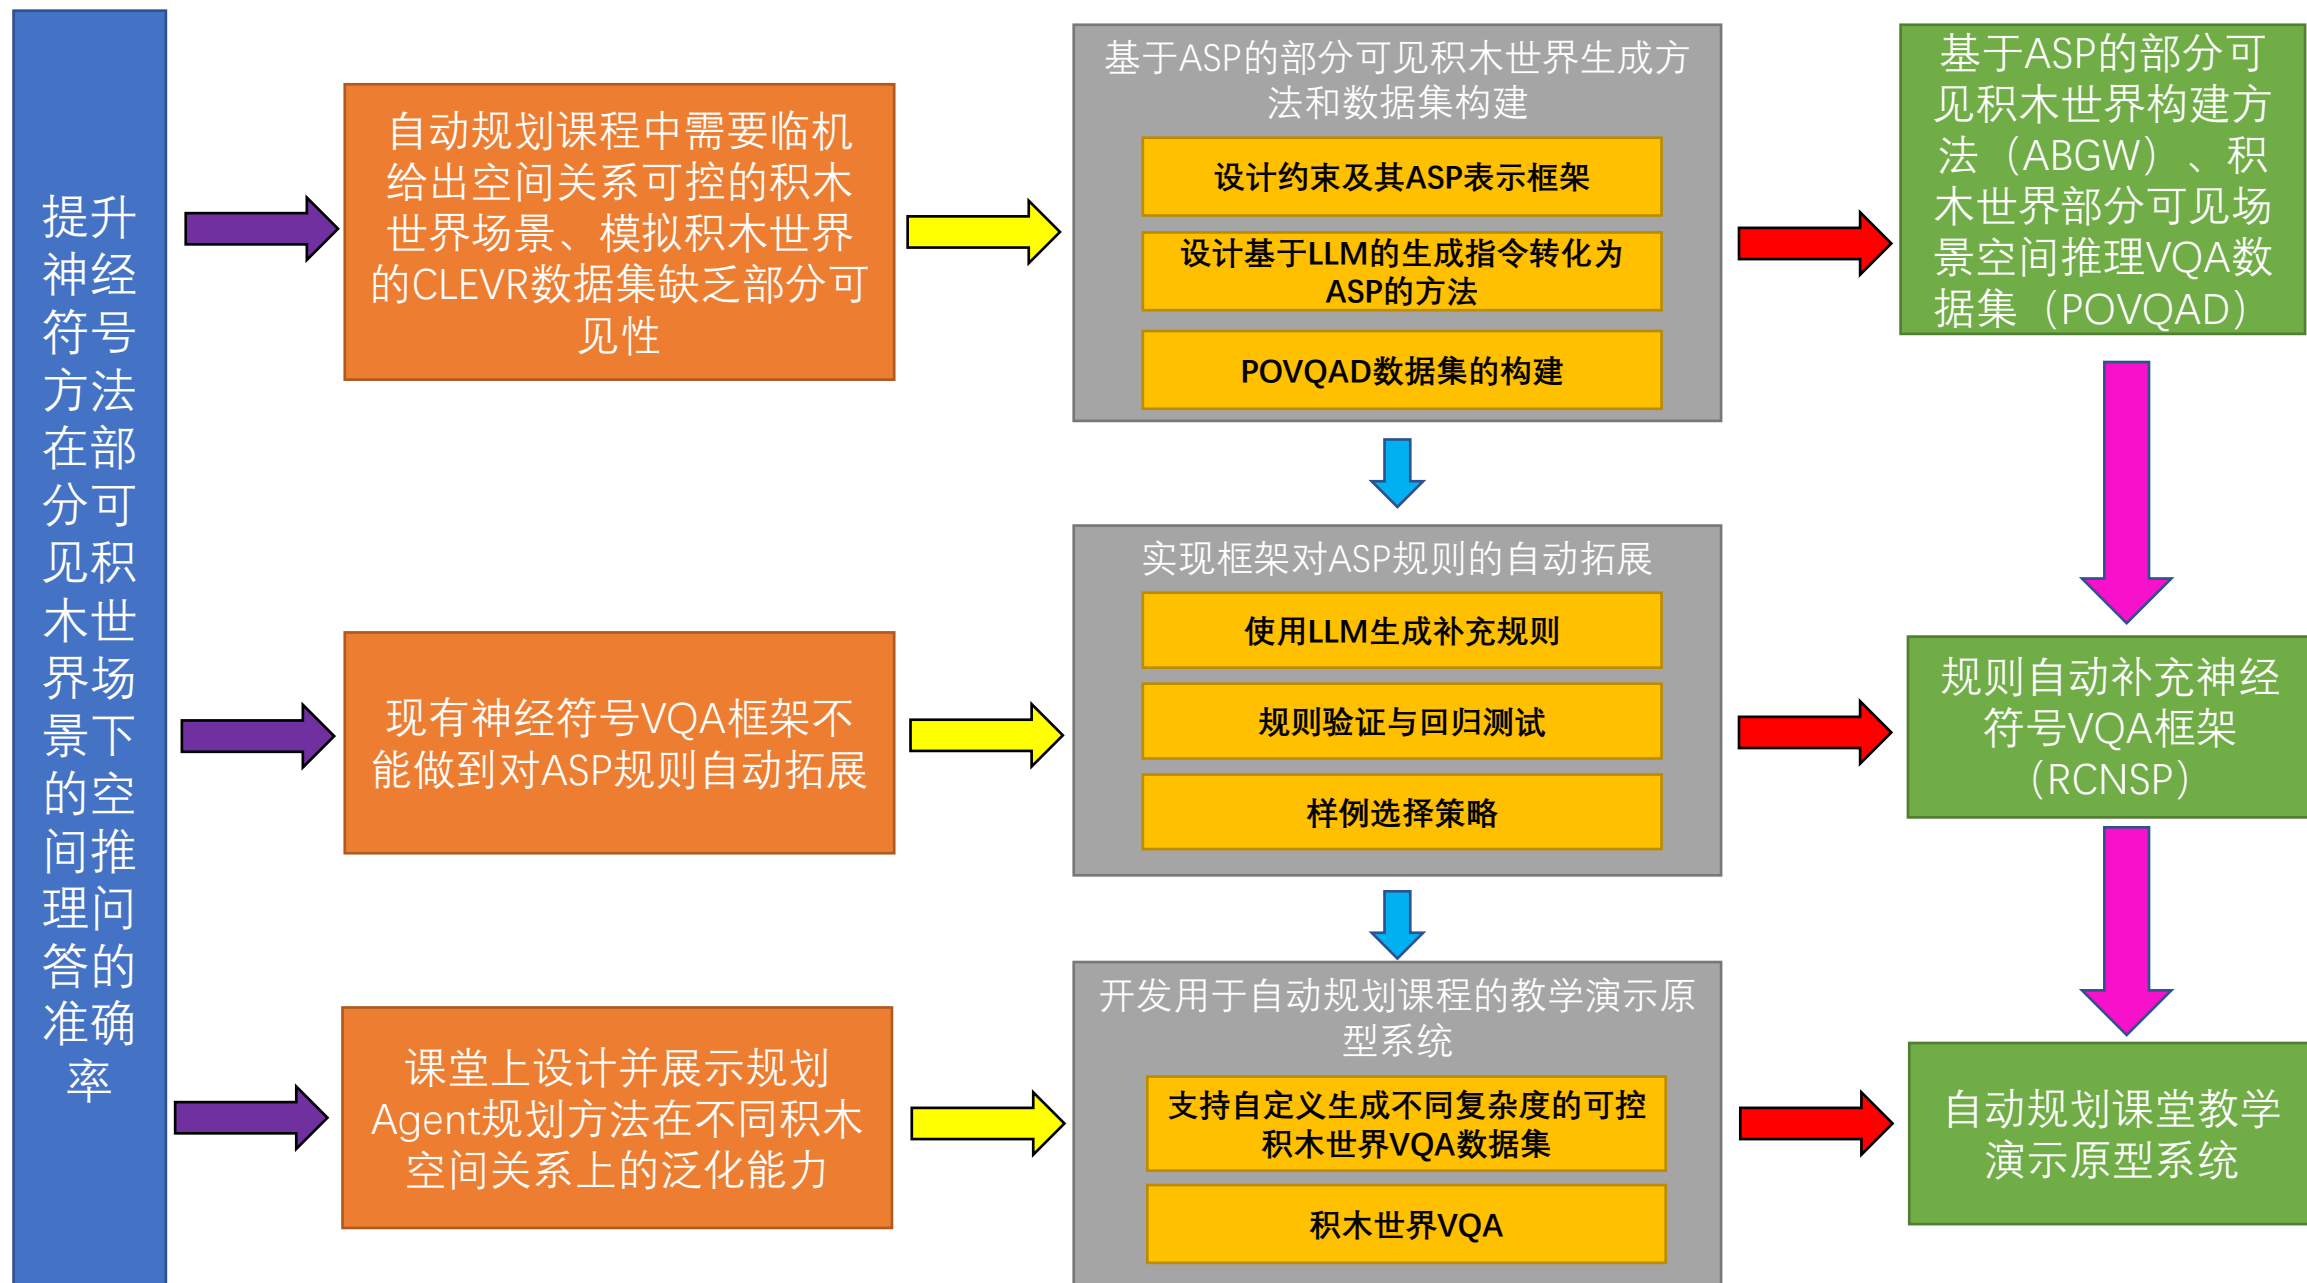 提升
神经
符号
方法
在部
分可
见积
木世
界场
景下
的空
间推
理问
答的
准确
率
自动规划课程中需要临机
给出空间关系可控的积木
世界场景、模拟积木世界
的CLEVR数据集缺乏部分可
见性
基于ASP的部分可见积木世界生成方
法和数据集构建
设计约束及其ASP表示框架
设计基于LLM的生成指令转化为
ASP的方法
POVQAD数据集的构建
基于ASP的部分可
见积木世界构建方
法（ABGW）、积
木世界部分可见场
景空间推理VQA数
据集（POVQAD）
现有神经符号VQA框架不
能做到对ASP规则自动拓展
实现框架对ASP规则的自动拓展
使用LLM生成补充规则
规则验证与回归测试
样例选择策略
规则自动补充神经
符号VQA框架
（RCNSP）
课堂上设计并展示规划
Agent规划方法在不同积木
空间关系上的泛化能力
开发用于自动规划课程的教学演示原
型系统
支持自定义生成不同复杂度的可控
积木世界VQA数据集
积木世界VQA
自动规划课堂教学
演示原型系统